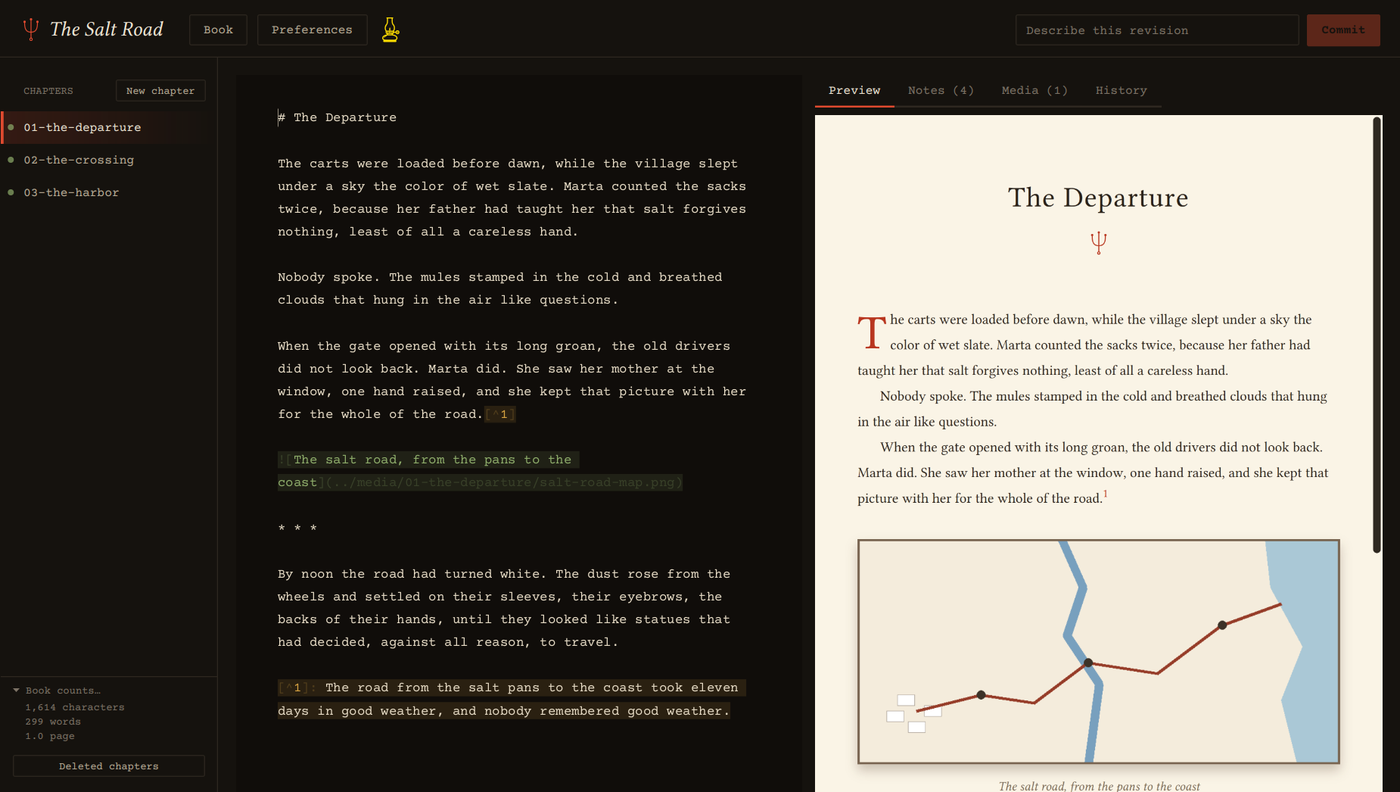 The Salt Road
Book
Preferences
Describe this revision
Commit
CHAPTERS
New chapter
01-the-departure
02-the-crossing
03-the-harbor
Book counts…
1,614 characters
299 words
1.0 page
Deleted chapters
# The Departure
The carts were loaded before dawn, while the village slept
under a sky the color of wet slate. Marta counted the sacks
twice, because her father had taught her that salt forgives
nothing, least of all a careless hand.
Nobody spoke. The mules stamped in the cold and breathed
clouds that hung in the air like questions.
When the gate opened with its long groan, the old drivers
did not look back. Marta did. She saw her mother at the
window, one hand raised, and she kept that picture with her
for the whole of the road.[^1]
![The salt road, from the pans to the
coast](../media/01-the-departure/salt-road-map.png)
* * *
By noon the road had turned white. The dust rose from the
wheels and settled on their sleeves, their eyebrows, the
backs of their hands, until they looked like statues that
had decided, against all reason, to travel.
[^1]: The road from the salt pans to the coast took eleven
days in good weather, and nobody remembered good weather.
Preview
Notes (4)
Media (1)
History
The Departure
The carts were loaded before dawn, while the village slept under a sky the
color of wet slate. Marta counted the sacks twice, because her father had
taught her that salt forgives nothing, least of all a careless hand.
Nobody spoke. The mules stamped in the cold and breathed clouds that hung
in the air like questions.
When the gate opened with its long groan, the old drivers did not look back.
Marta did. She saw her mother at the window, one hand raised, and she kept that
picture with her for the whole of the road.1
The salt road, from the pans to the coast